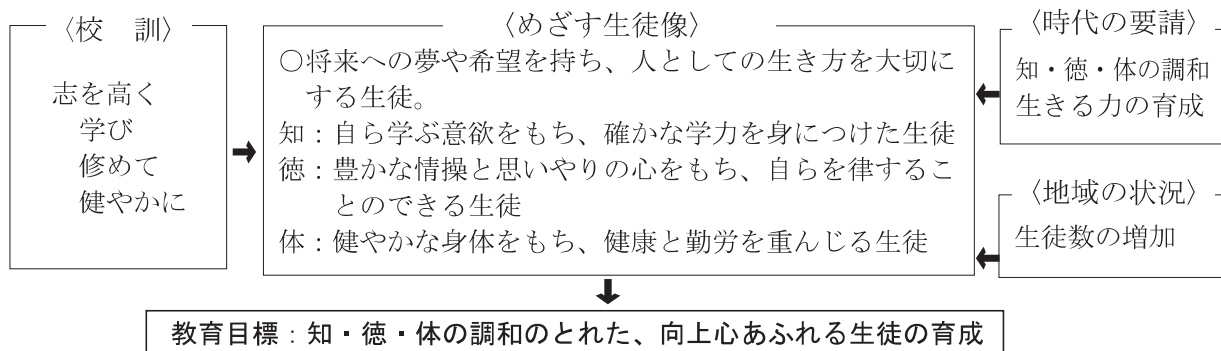 〈校　訓〉
志を高く
学び
修めて
健やかに
〈めざす生徒像〉
○将来への夢や希望を持ち、人としての生き方を大切に
する生徒。
知：自ら学ぶ意欲をもち、確かな学力を身につけた生徒
徳：豊かな情操と思いやりの心をもち、自らを律するこ
とのできる生徒
体：健やかな身体をもち、健康と勤労を重んじる生徒
〈時代の要請〉
知・徳・体の調和
生きる力の育成
〈地域の状況〉
生徒数の増加
教育目標：知・徳・体の調和のとれた、向上心あふれる生徒の育成